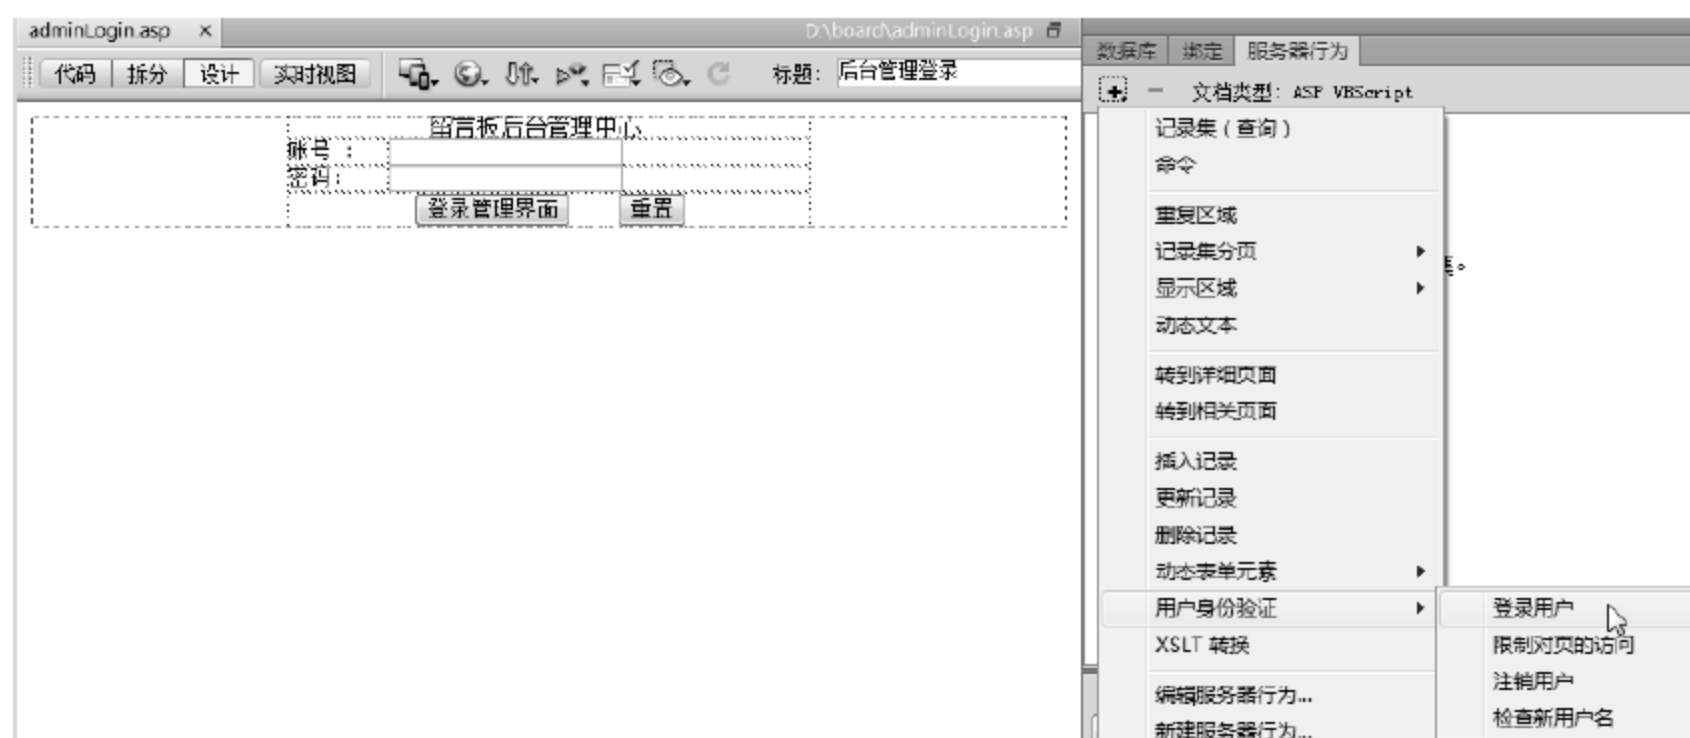 adminLogin.asp ×
D:\board\adminLogin.asp
代码 拆分 设计 实时视图 标题: 后台管理登录
留言板后台管理中心
账号 :
密码:
登录管理界面 重置
数据库 绑定 服务器行为
文档类型: ASP VBScript
记录集 ( 查询 )
命令
重复区域
记录集分页
显示区域
动态文本
转到详细页面
转到相关页面
插入记录
更新记录
删除记录
动态表单元素
用户身份验证
XSLT 转换
编辑服务器行为...
新建服务器行为...
集。
登录用户
限制对页的访问
注销用户
检查新用户名